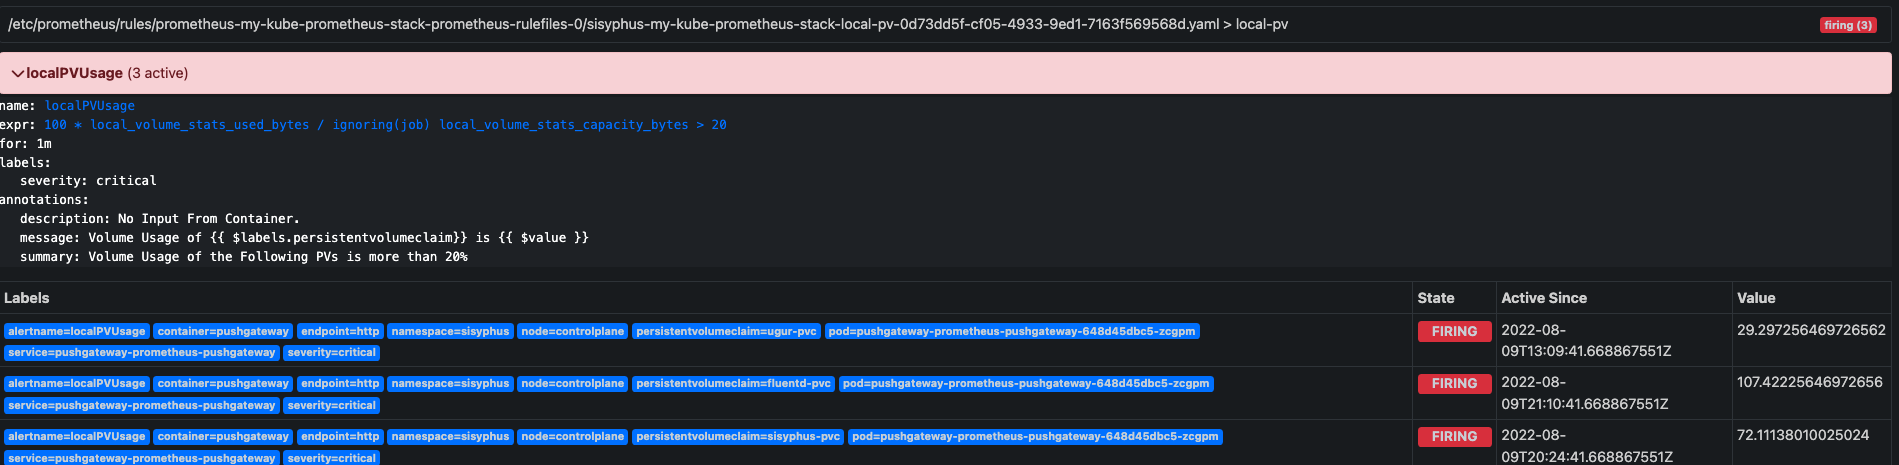 /etc/prometheus/rules/prometheus-my-kube-prometheus-stack-prometheus-rulefiles-0/sisyphus-my-kube-prometheus-stack-local-pv-0d73dd5f-cf05-4933-9ed1-7163f569568d.yaml > local-pv firing (3)
localPVUsage (3 active)
name: localPVUsage
expr: 100 * local_volume_stats_used_bytes / ignoring(job) local_volume_stats_capacity_bytes > 20
for: 1m
labels:
severity: critical
annotations:
description: No Input From Container.
message: Volume Usage of {{ $labels.persistentvolumeclaim}} is {{ $value }}
summary: Volume Usage of the Following PVs is more than 20%
Labels State Active Since Value
alertname=localPVUsage container=pushgateway endpoint=http namespace=sisyphus node=controlplane persistentvolumeclaim=ugur-pvc pod=pushgateway-prometheus-pushgateway-648d45dbc5-zcgpm FIRING 2022-08- 29.297256469726562
service=pushgateway-prometheus-pushgateway severity=critical 09T13:09:41.668867551Z
alertname=localPVUsage container=pushgateway endpoint=http namespace=sisyphus node=controlplane persistentvolumeclaim=fluentd-pvc pod=pushgateway-prometheus-pushgateway-648d45dbc5-zcgpm FIRING 2022-08- 107.42225646972656
service=pushgateway-prometheus-pushgateway severity=critical 09T21:10:41.668867551Z
alertname=localPVUsage container=pushgateway endpoint=http namespace=sisyphus node=controlplane persistentvolumeclaim=sisyphus-pvc pod=pushgateway-prometheus-pushgateway-648d45dbc5-zcgpm FIRING 2022-08- 72.11138010025024
service=pushgateway-prometheus-pushgateway severity=critical 09T20:24:41.668867551Z